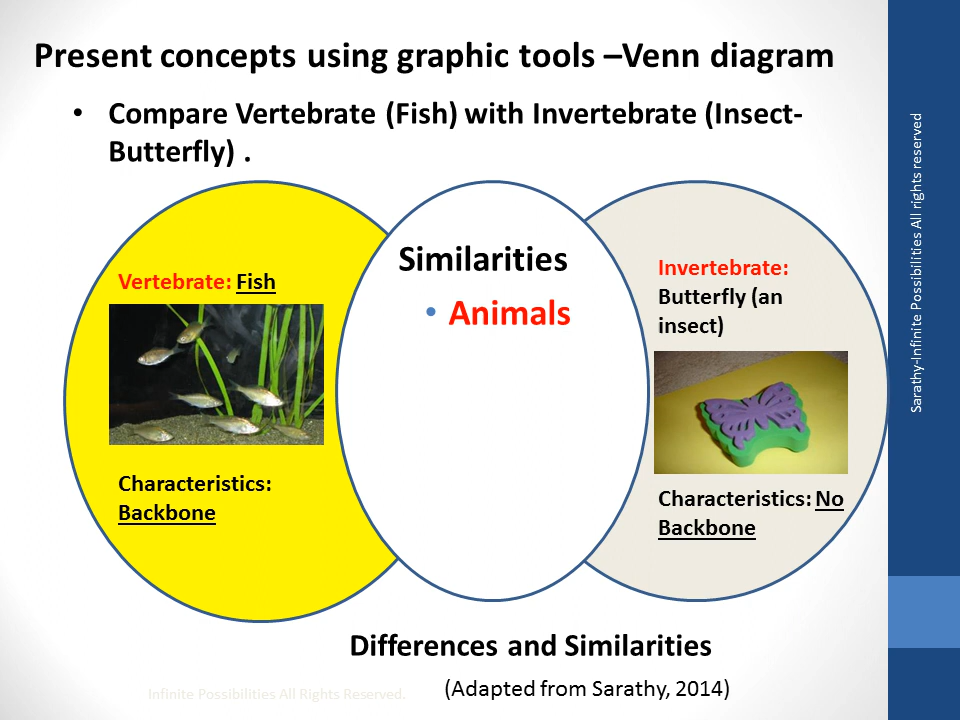 Present concepts using graphic tools –Venn diagram
• Compare Vertebrate (Fish) with Invertebrate (Insect-
Butterfly) .
Vertebrate: Fish
Characteristics:
Backbone
Similarities
• Animals
Invertebrate:
Butterfly (an
insect)
Characteristics: No
Backbone
Differences and Similarities
(Adapted from Sarathy, 2014)
Infinite Possibilities All Rights Reserved.
Sarathy-Infinite Possibilities All rights reserved